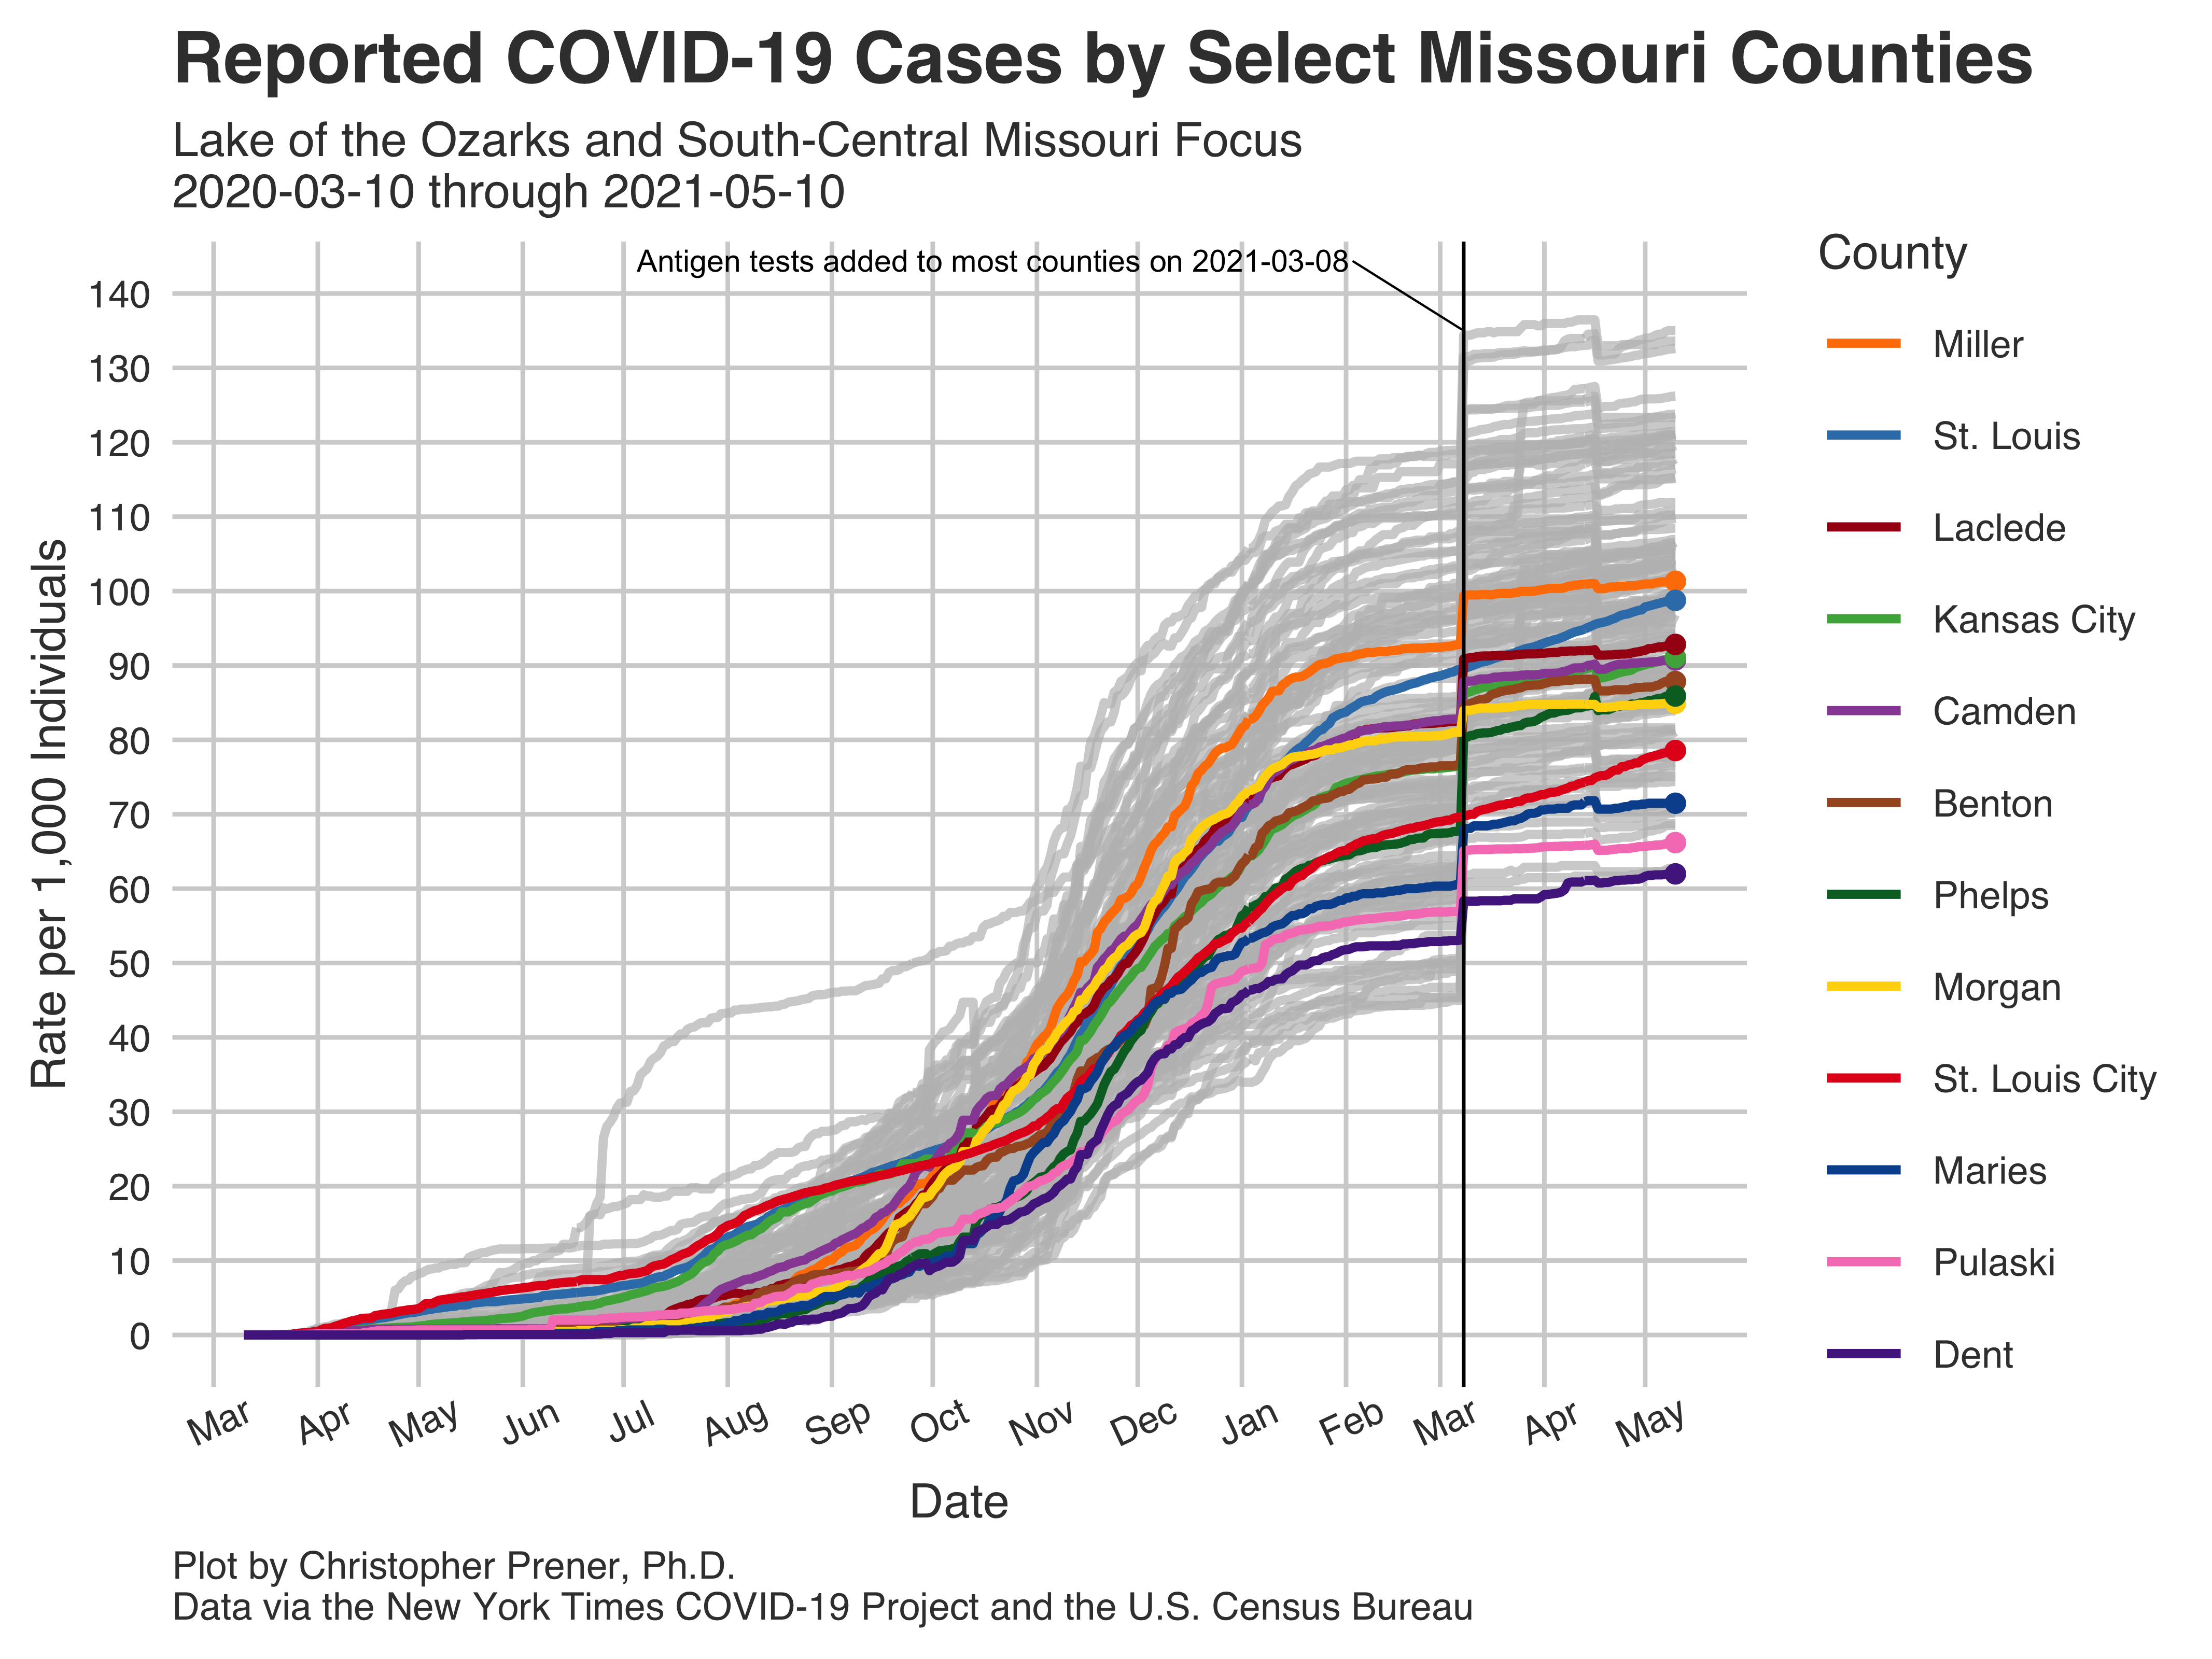 Reported COVID-19 Cases by Select Missouri Counties
Lake of the Ozarks and South-Central Missouri Focus
2020-03-10 through 2021-05-10
Antigen tests added to most counties on 2021-03-08
Rate per 1,000 Individuals
140
130
120
110
100
90
80
70
60
50
40
30
20
10
0
Mar Apr May Jun Jul Aug Sep Oct Nov Dec Jan Feb Mar Apr May
Date
County
Miller
St. Louis
Laclede
Kansas City
Camden
Benton
Phelps
Morgan
St. Louis City
Maries
Pulaski
Dent
Plot by Christopher Prener, Ph.D.
Data via the New York Times COVID-19 Project and the U.S. Census Bureau